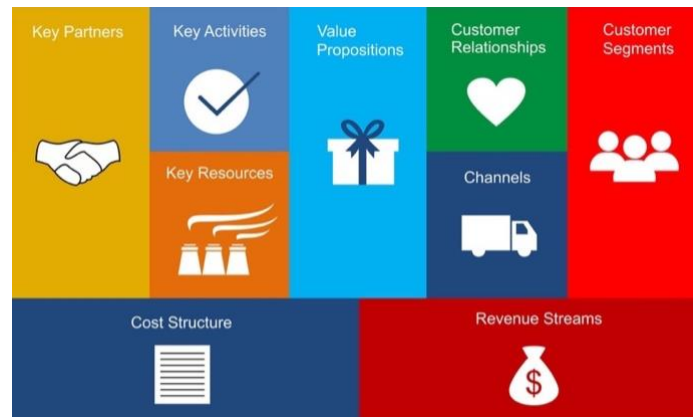 Key Partners
Key Activities
Value
Propositions
Customer
Relationships
Customer
Segments
Key Resources
Channels
Cost Structure
Revenue Streams
$